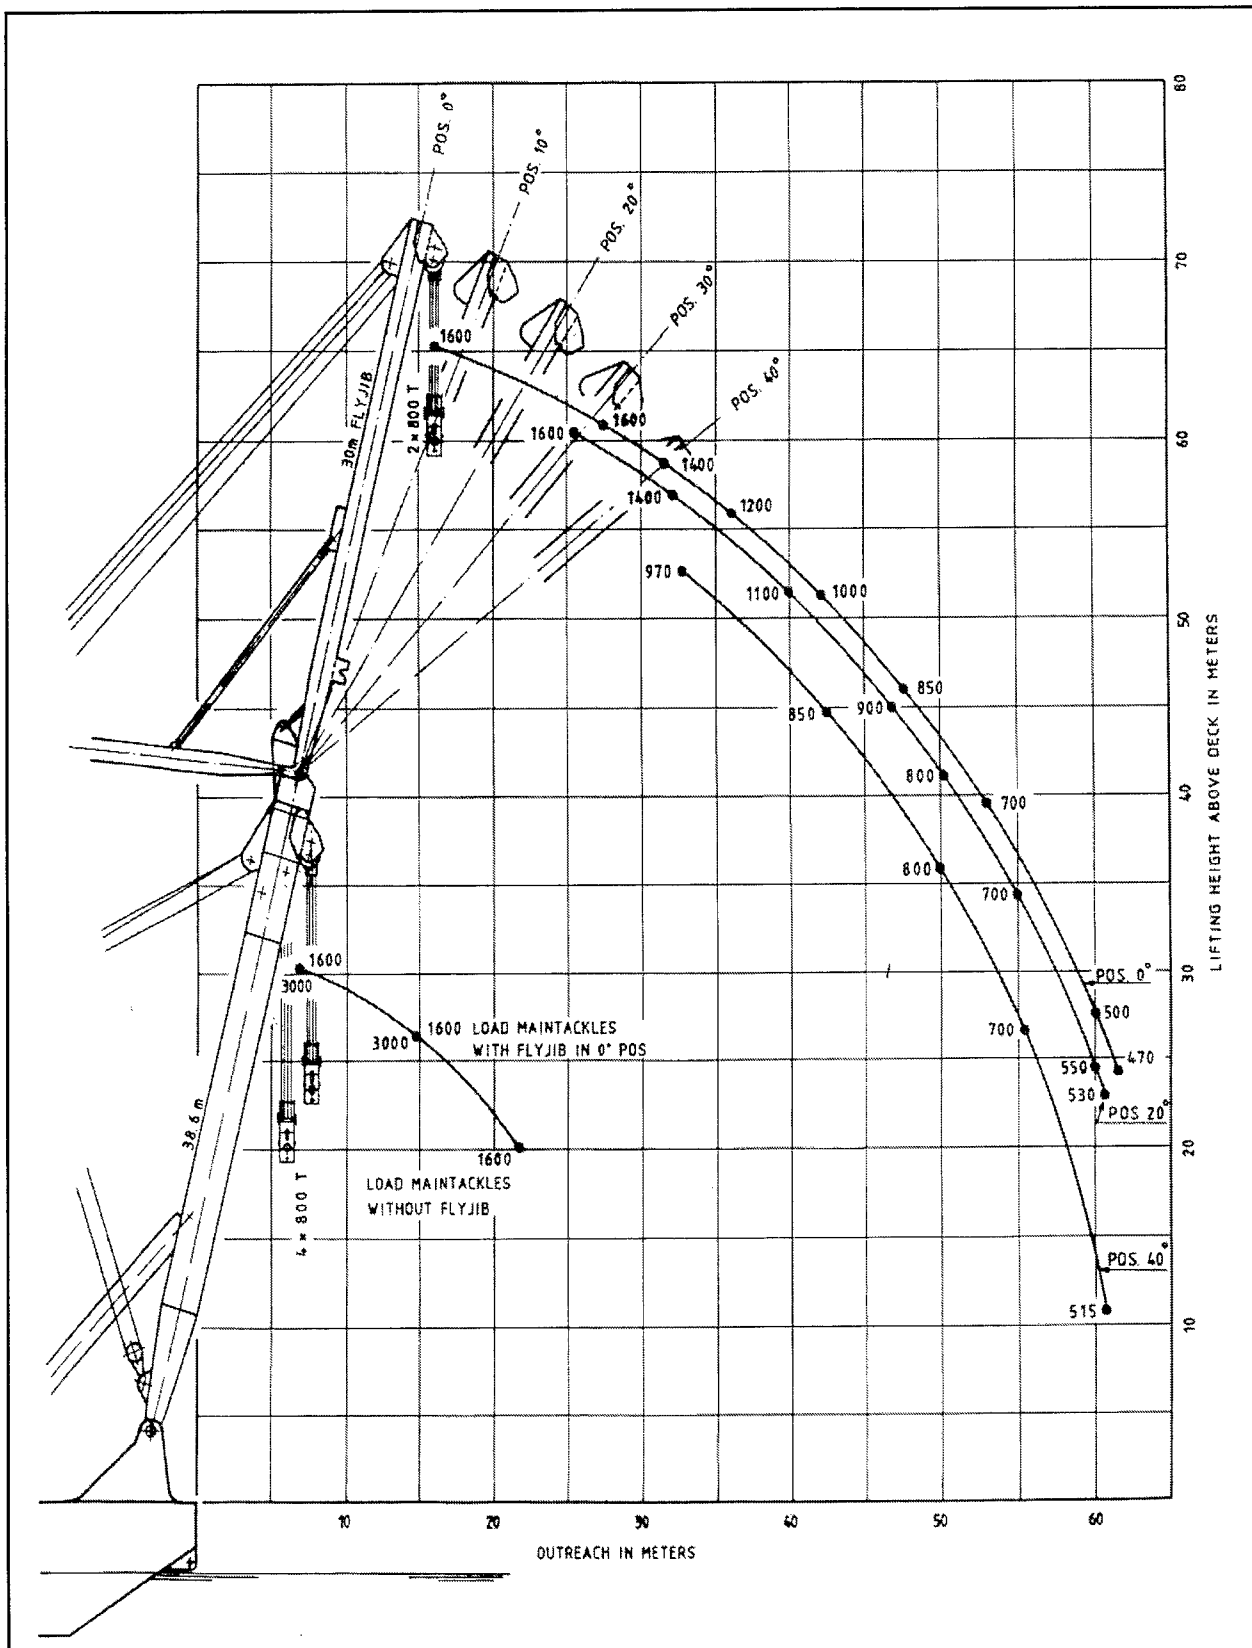 POS. 0°
POS. 10°
POS. 20°
POS. 30°
POS. 40°
30m FLYJIB
2 × 800 T
1600
1600
1600
1400
1400
1200
970
1100
1000
850
900
850
800
700
800
700
POS. 0°
700
500
550
470
530
POS 20°
POS. 40°
515
1600
3000
1600 LOAD MAINTACKLES
3000
WITH FLYJIB IN 0° POS
1600
LOAD MAINTACKLES
WITHOUT FLYJIB
38.6 m
4 × 800 T
80
70
60
50
40
30
20
10
LIFTING HEIGHT ABOVE DECK IN METERS
10
20
30
40
50
60
OUTREACH IN METERS